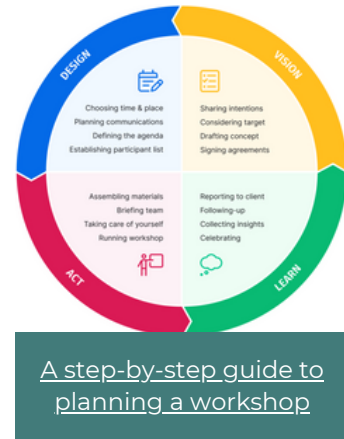 DESIGN
Choosing time & place
Planning communications
Defining the agenda
Establishing participant list
VISION
Sharing intentions
Considering target
Drafting concept
Signing agreements
ACT
Assembling materials
Briefing team
Taking care of yourself
Running workshop
LEARN
Reporting to client
Following-up
Collecting insights
Celebrating
A step-by-step guide to
planning a workshop